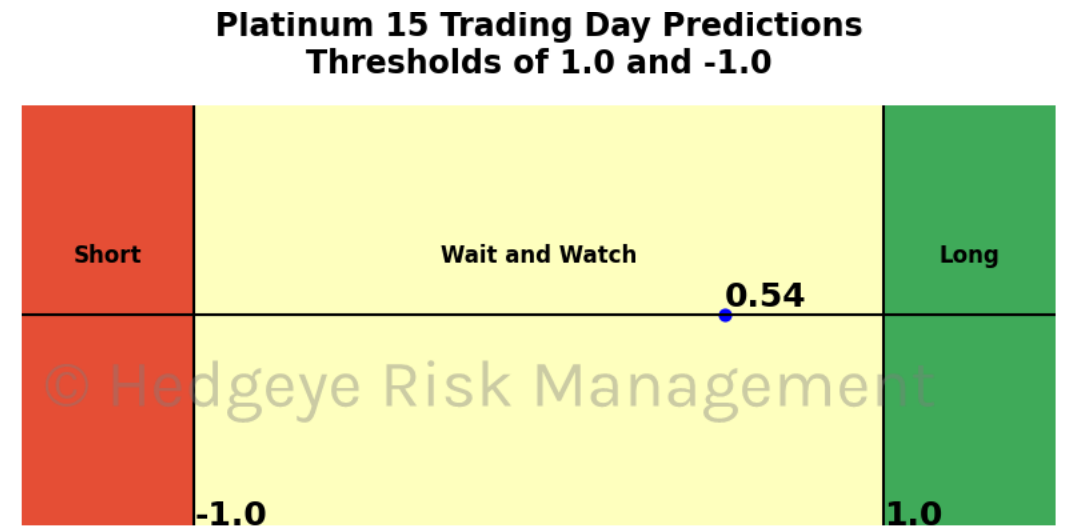 Platinum 15 Trading Day Predictions
Thresholds of 1.0 and -1.0
Short
Wait and Watch
Long
0.54
© Hedgeye Risk Management
-1.0
1.0